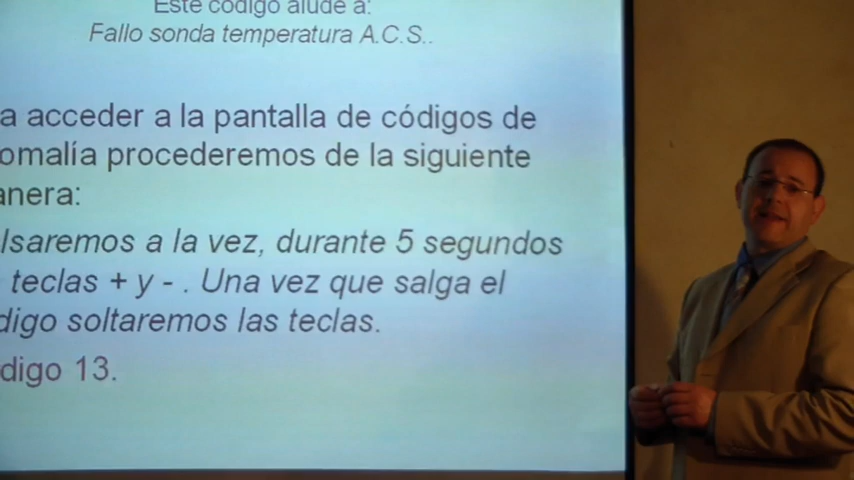 Este código alude a:
Fallo sonda temperatura A.C.S..
a acceder a la pantalla de códigos de
omalía procederemos de la siguiente
anera:
lsaremos a la vez, durante 5 segundos
teclas + y - . Una vez que salga el
digo soltaremos las teclas.
digo 13.